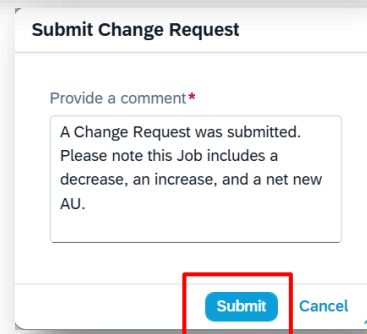 Submit Change Request
Provide a comment*
A Change Request was submitted.
Please note this Job includes a
decrease, an increase, and a net new
AU.
Submit Cancel